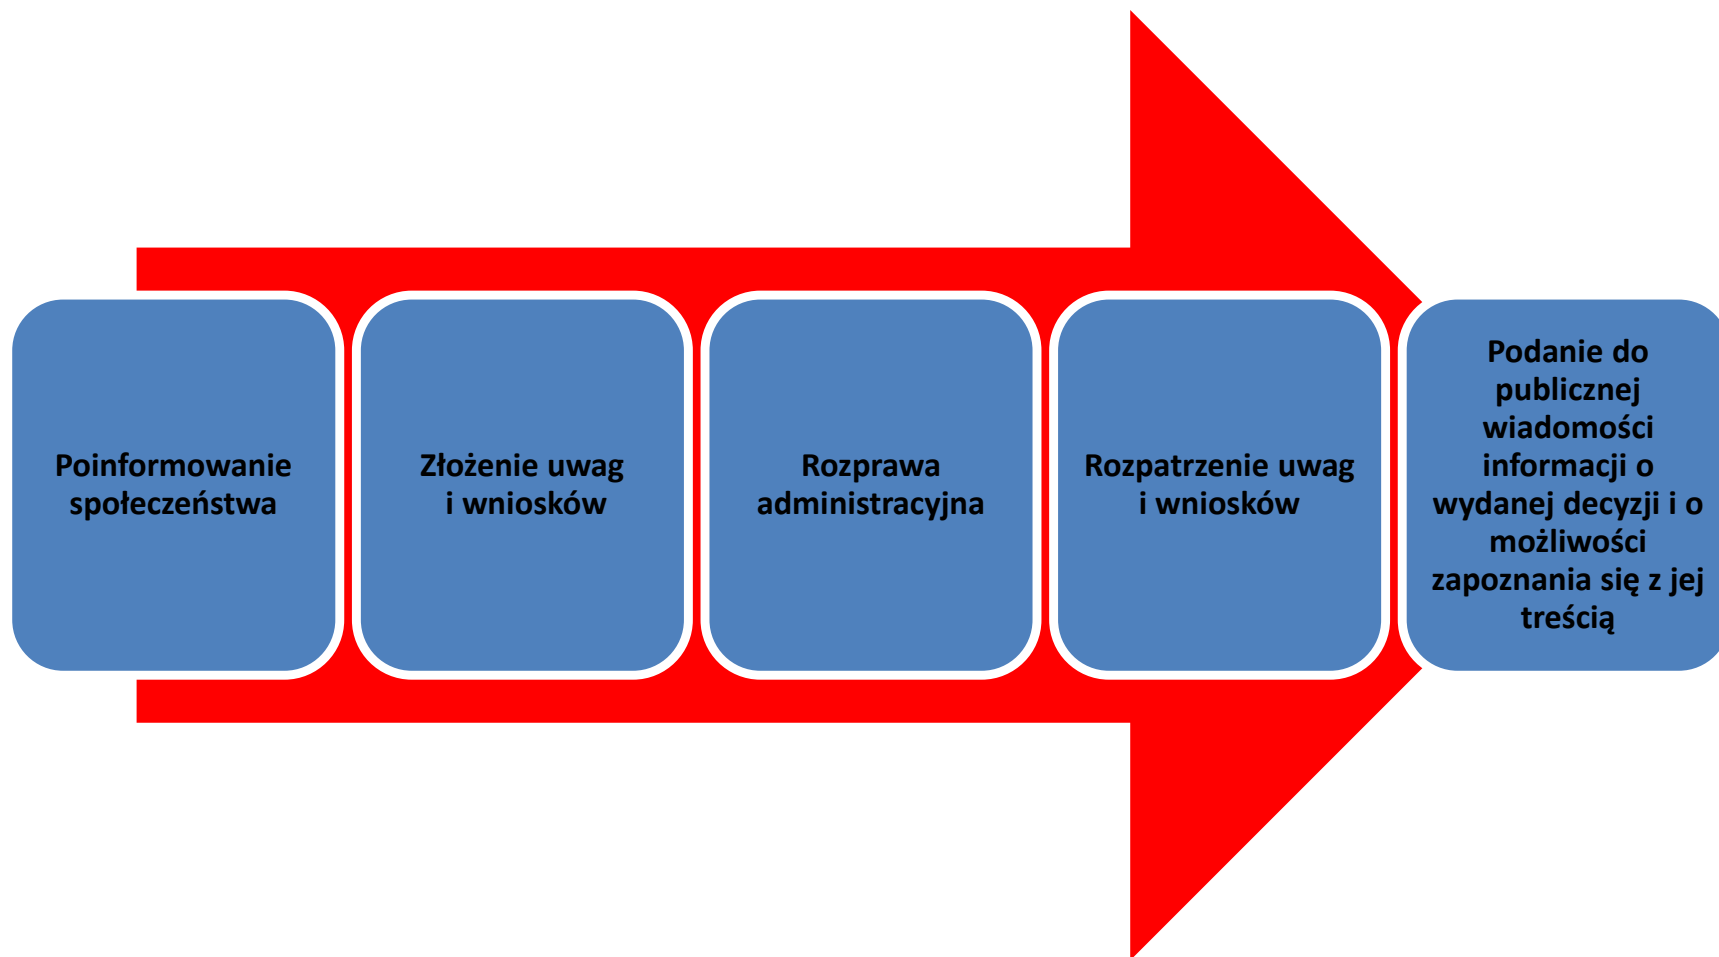 Poinformowanie
społeczeństwa
Złożenie uwag
i wniosków
Rozprawa
administracyjna
Rozpatrzenie uwag
i wniosków
Podanie do
publicznej
wiadomości
informacji o
wydanej decyzji i o
możliwości
zapoznania się z jej
treścią